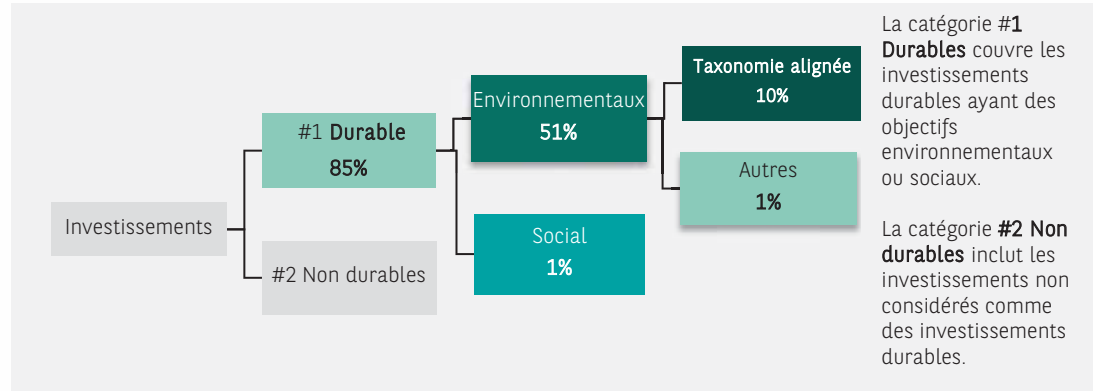 Investissements
#1 Durable
85%
#2 Non durables
Environnementaux
51%
Social
1%
Taxonomie alignée
10%
Autres
1%
La catégorie #1
Durables couvre les
investissements
durables ayant des
objectifs
environnementaux
ou sociaux.
La catégorie #2 Non
durables inclut les
investissements non
considérés comme
des investissements
durables.